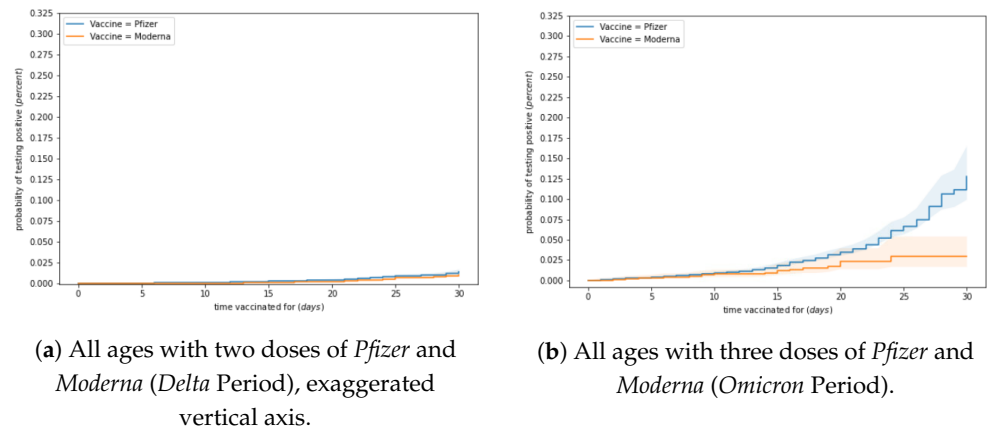 0.325
0.300
0.275
0.250
0.225
0.200
0.175
0.150
0.125
0.100
0.075
0.050
0.025
0.000
probability of testing positive (percent)
Vaccine = Pfizer
Vaccine = Moderna
0 5 10 15 20 25 30
time vaccinated for (days)
(a) All ages with two doses of Pfizer and
Moderna (Delta Period), exaggerated
vertical axis.
0.325
0.300
0.275
0.250
0.225
0.200
0.175
0.150
0.125
0.100
0.075
0.050
0.025
0.000
probability of testing positive (percent)
Vaccine = Pfizer
Vaccine = Moderna
0 5 10 15 20 25 30
time vaccinated for (days)
(b) All ages with three doses of Pfizer and
Moderna (Omicron Period).